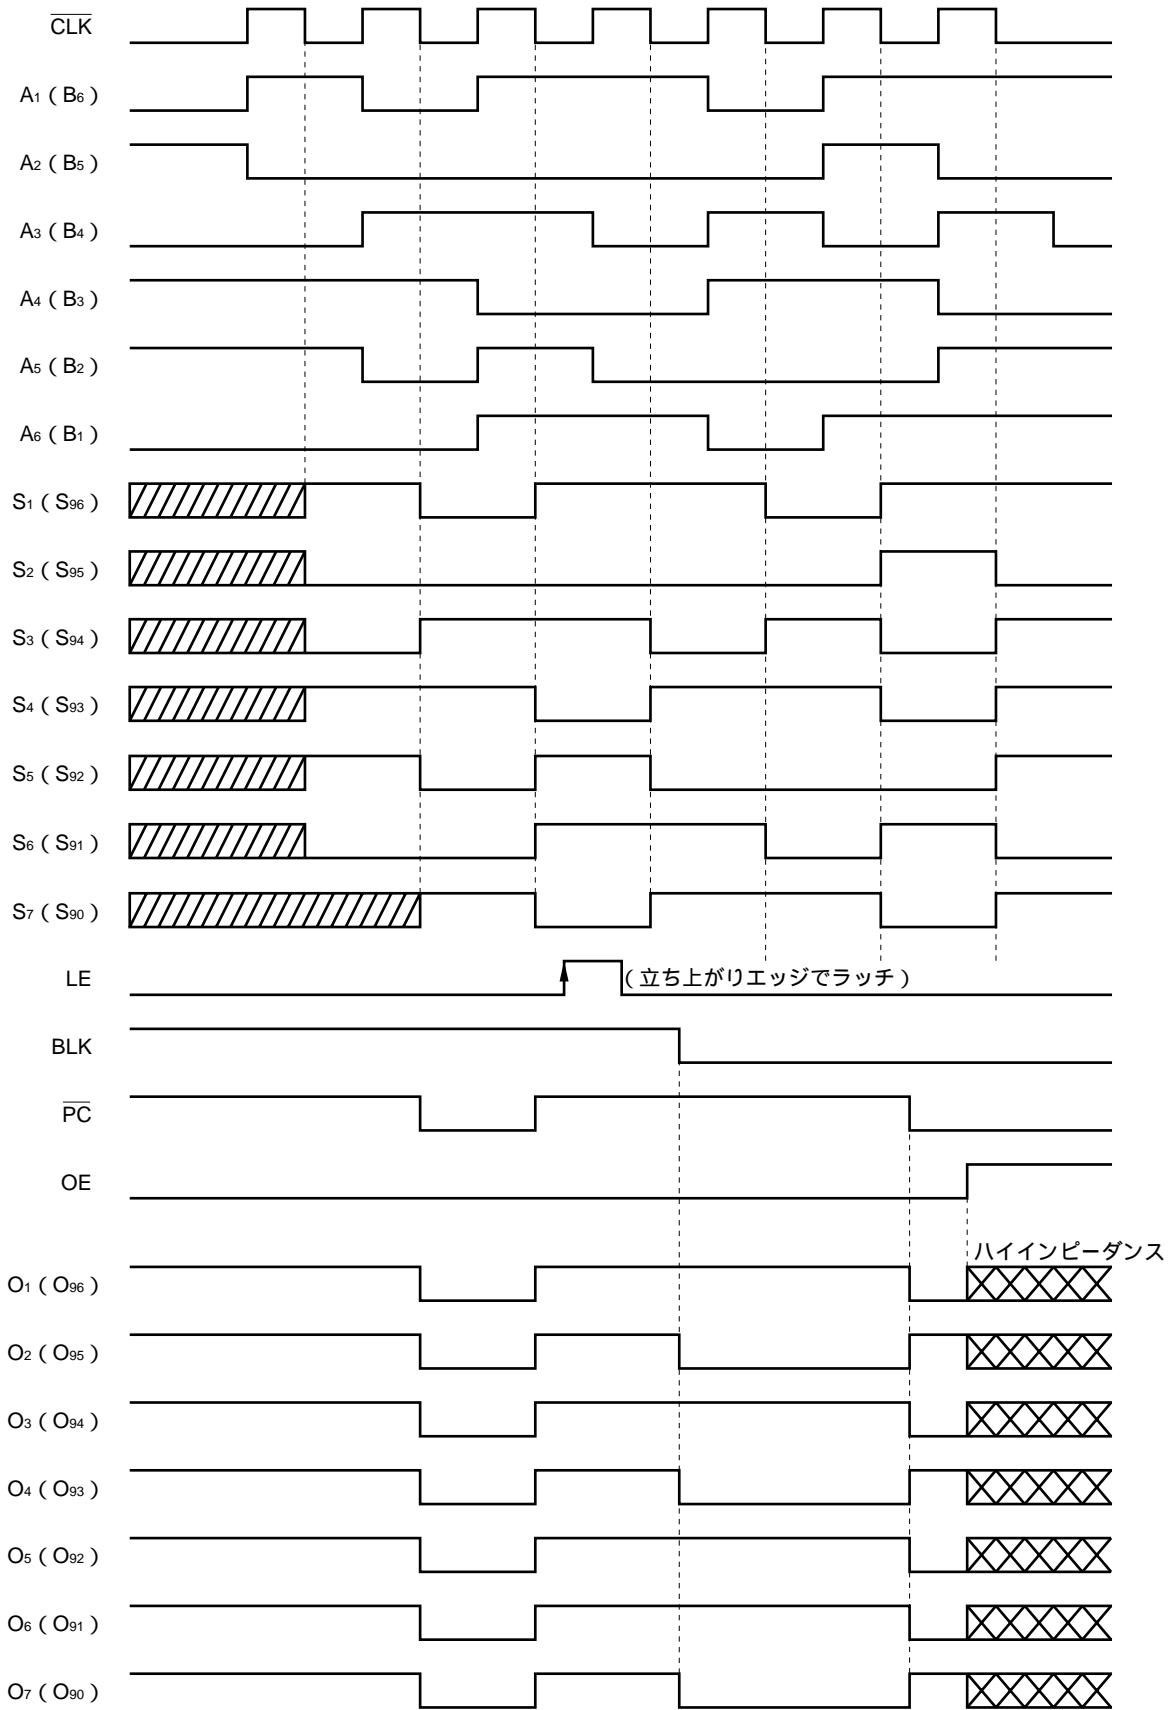 CLK
A1 ( B6 )
A2 ( B5 )
A3 ( B4 )
A4 ( B3 )
A5 ( B2 )
A6 ( B1 )
S1 ( S96 )
S2 ( S95 )
S3 ( S94 )
S4 ( S93 )
S5 ( S92 )
S6 ( S91 )
S7 ( S90 )
LE
(立ち上がりエッジでラッチ)
BLK
PC
OE
ハイインピーダンス
O1 ( O96 )
O2 ( O95 )
O3 ( O94 )
O4 ( O93 )
O5 ( O92 )
O6 ( O91 )
O7 ( O90 )